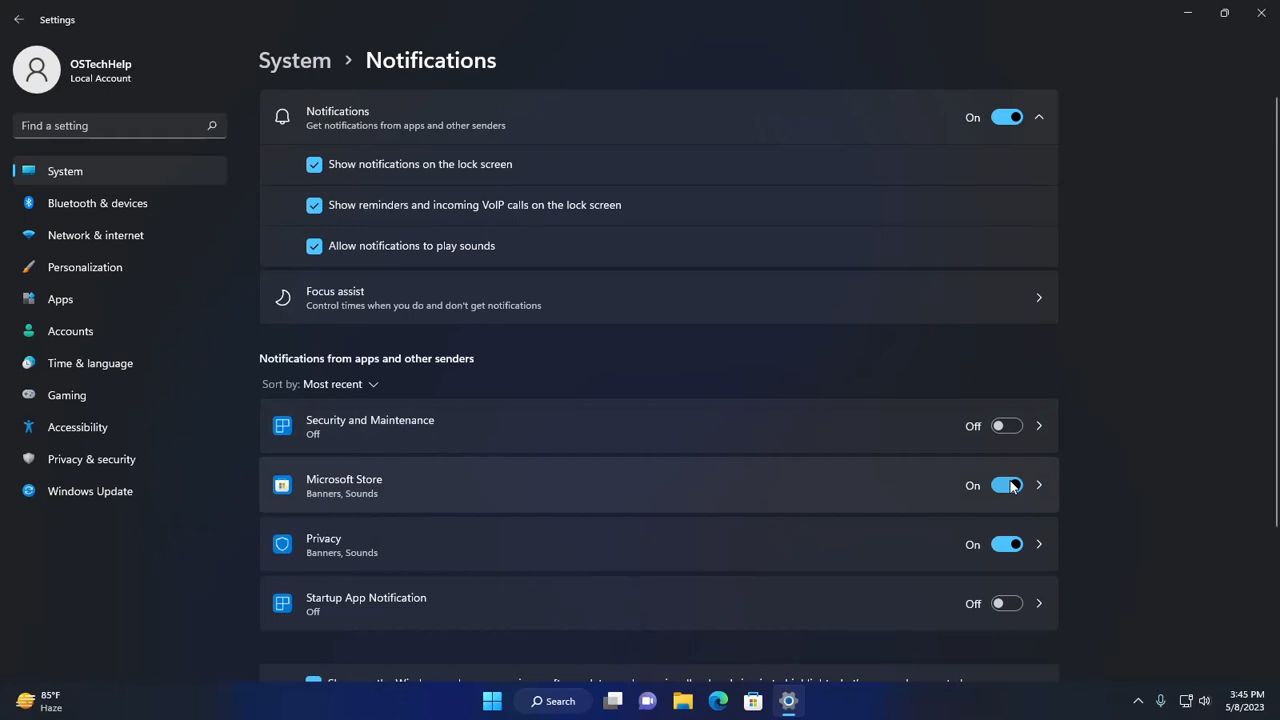 Settings
OSTechHelp
Local Account
Find a setting
System
Bluetooth & devices
Network & internet
Personalization
Apps
Accounts
Time & language
Gaming
Accessibility
Privacy & security
Windows Update
System > Notifications
Notifications
Get notifications from apps and other senders
On
Show notifications on the lock screen
Show reminders and incoming VoIP calls on the lock screen
Allow notifications to play sounds
Focus assist
Control times when you do and don't get notifications
Notifications from apps and other senders
Sort by: Most recent
Security and Maintenance
Off
Off
Microsoft Store
Banners, Sounds
On
Privacy
Banners, Sounds
On
Startup App Notification
Off
Off
85°F
Haze
Search
3:45 PM
5/8/2023